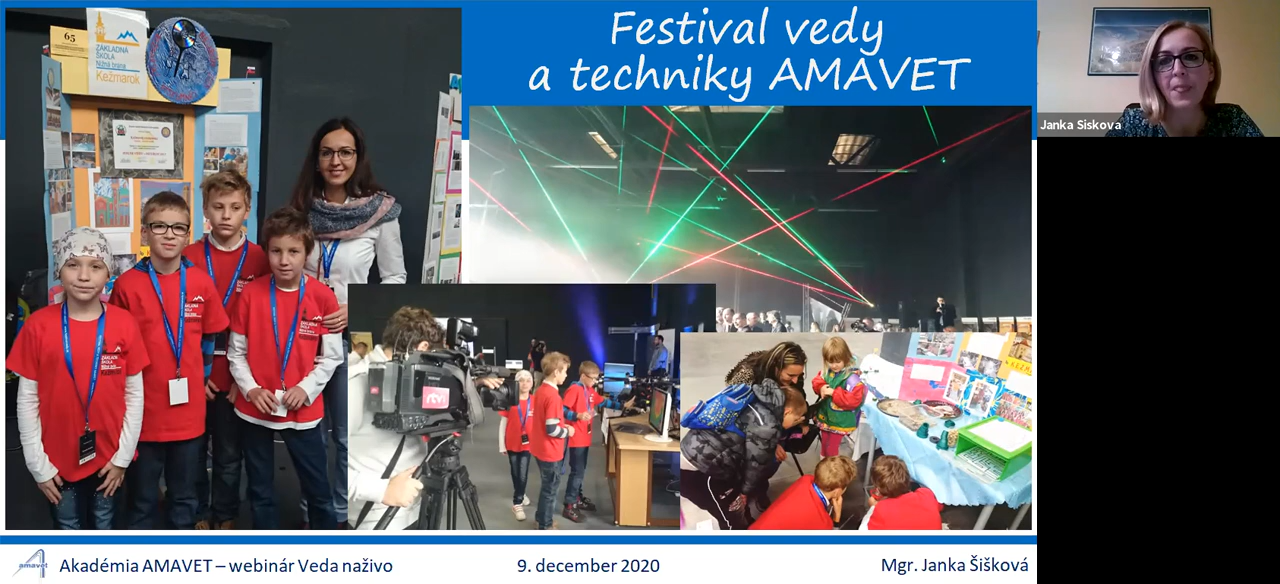 Festival vedy
a techniky AMAVET
65
ZÁKLADNÁ
ŠKOLA
Nižná brána
Kežmarok
rtv:
Janka Siskova
amavet
Akadémia AMAVET – webinár Veda naživo
9. december 2020
Mgr. Janka Šišková